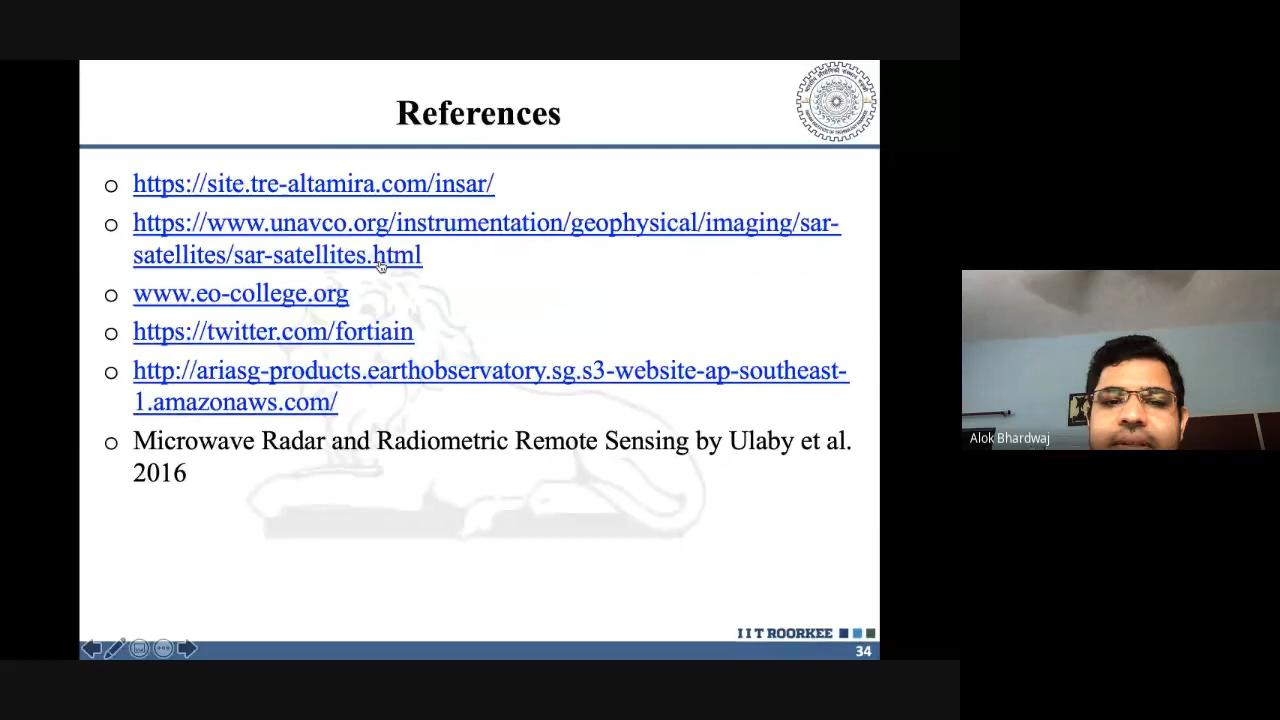 References
https://site.tre-altamira.com/insar/
https://www.unavco.org/instrumentation/geophysical/imaging/sar-
satellites/sar-satellites.html
www.eo-college.org
https://twitter.com/fortiain
http://ariasg-products.earthobservatory.sg.s3-website-ap-southeast-
1.amazonaws.com/
Microwave Radar and Radiometric Remote Sensing by Ulaby et al.
2016
Alok Bhardwaj
IIT ROORKEE
34